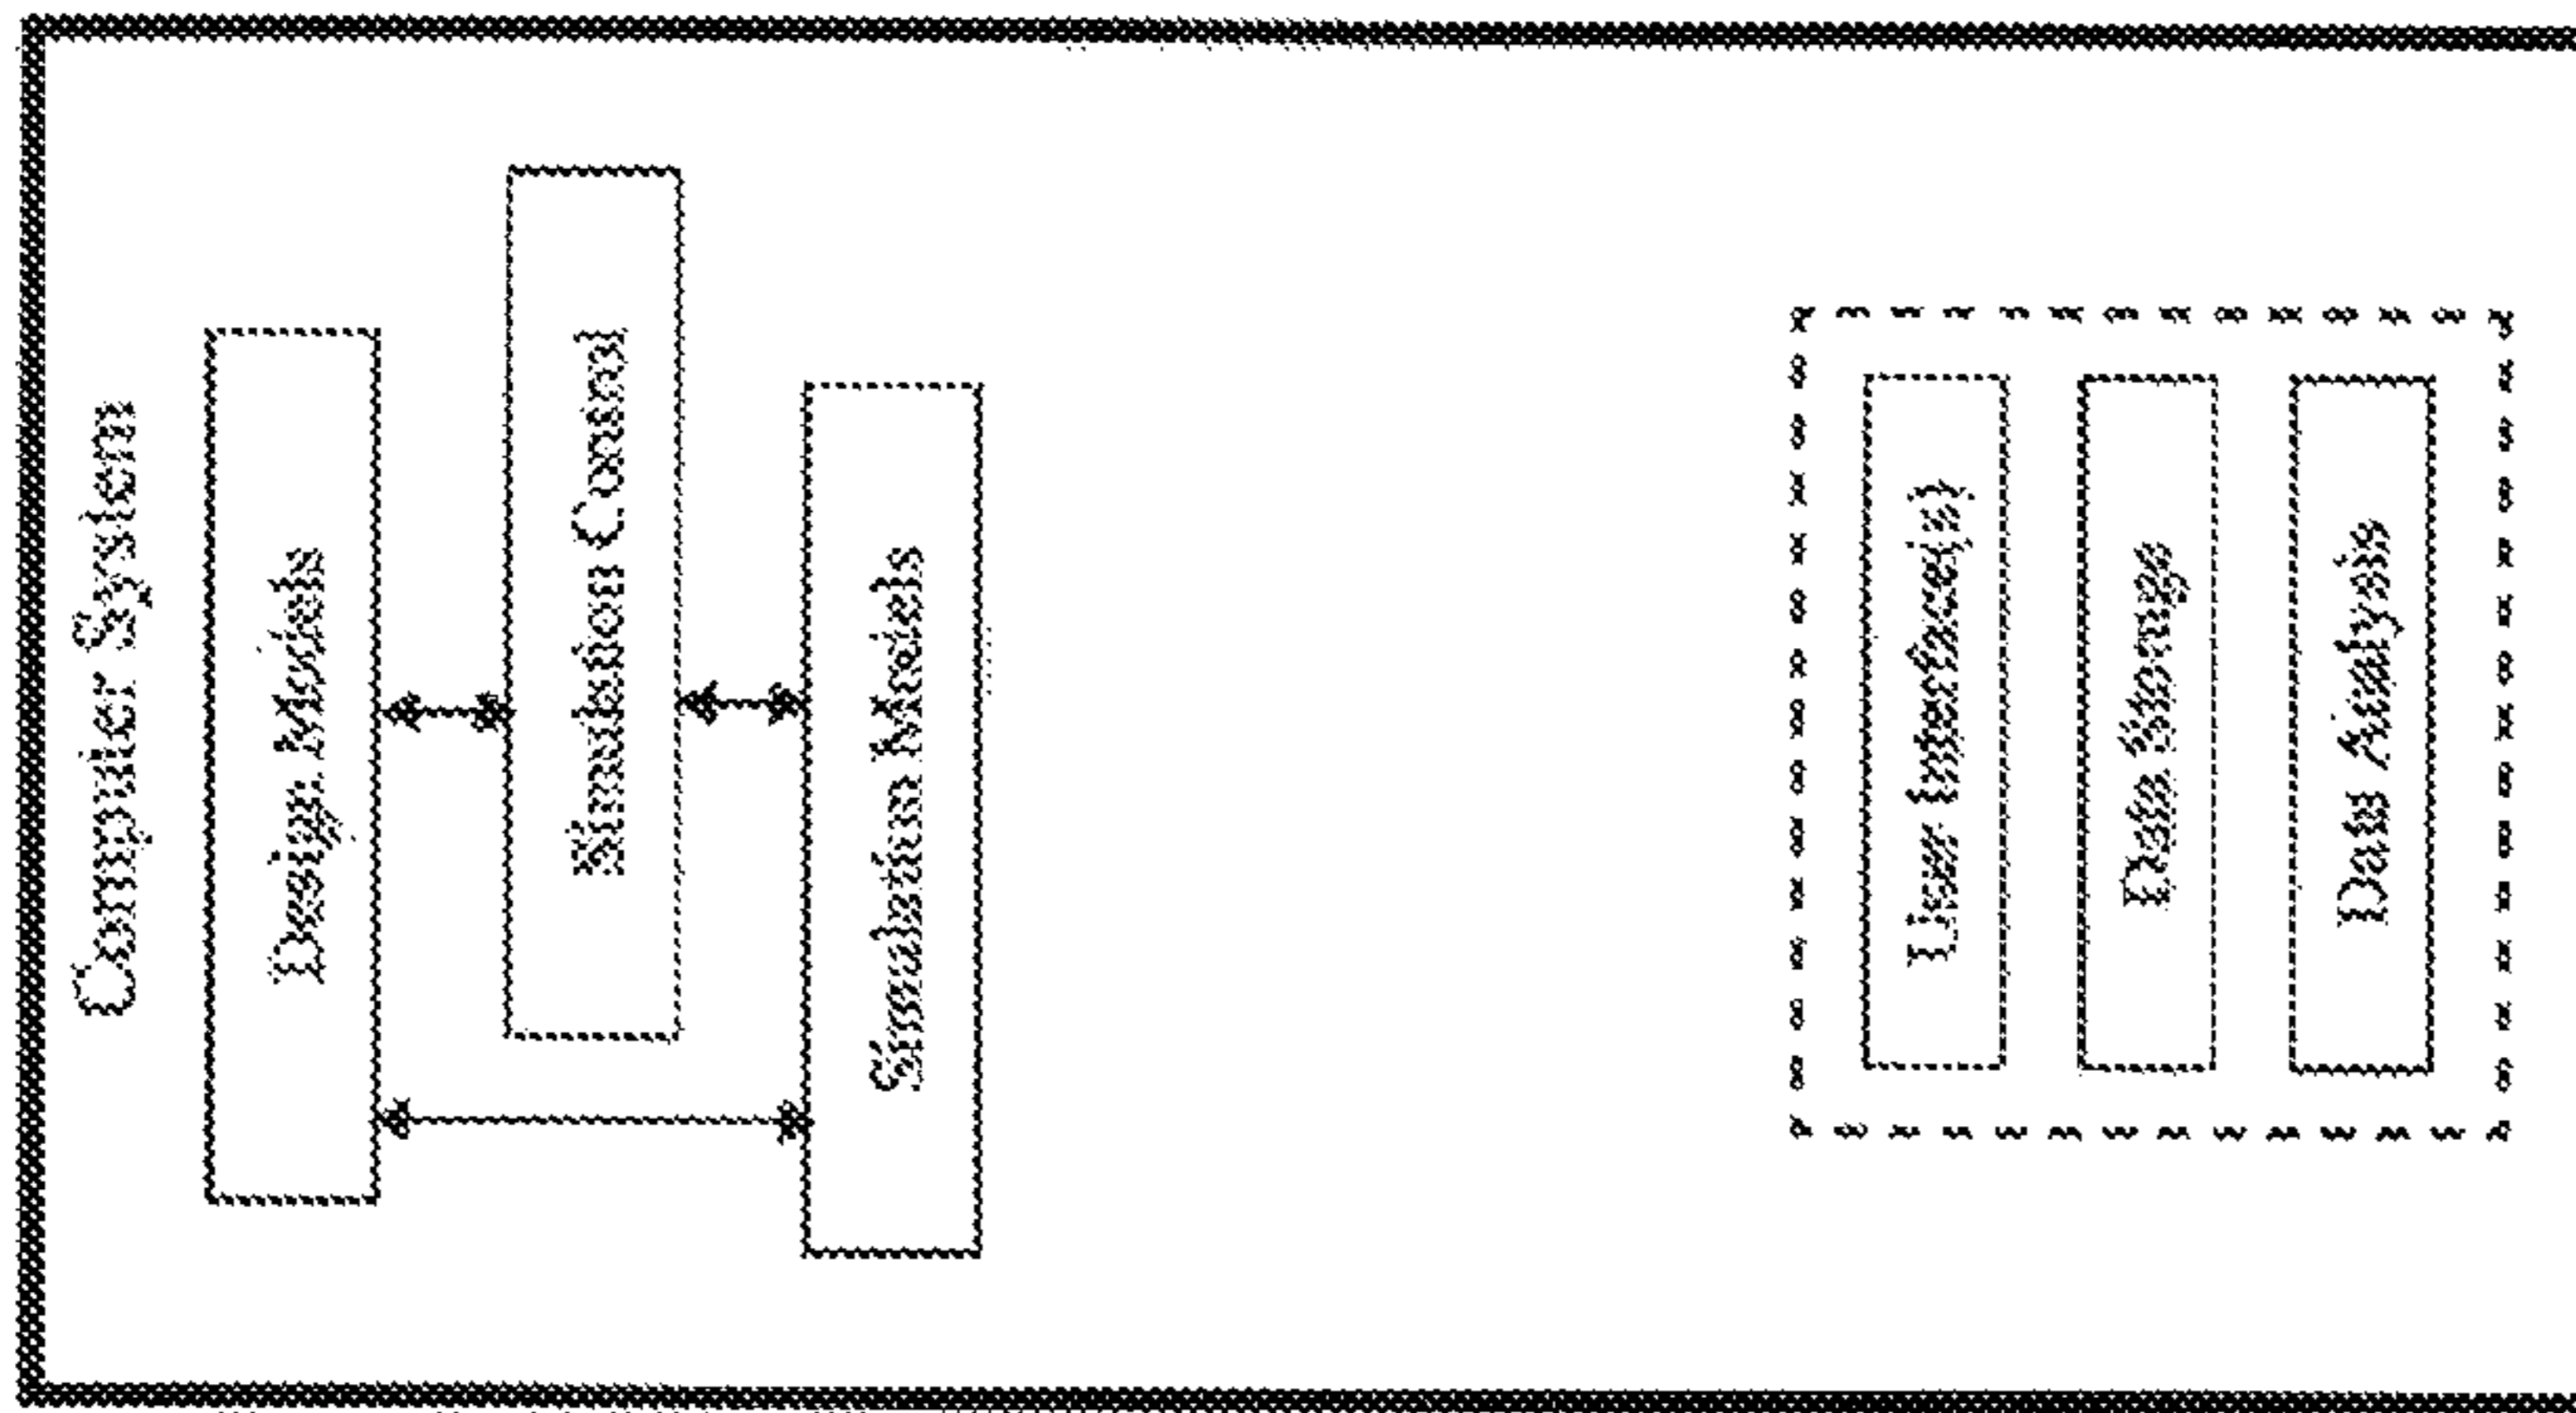 Computer System
Design Models
Simulation Control
Simulation Models
User Interface(s)
Data Storage
Data Analysis